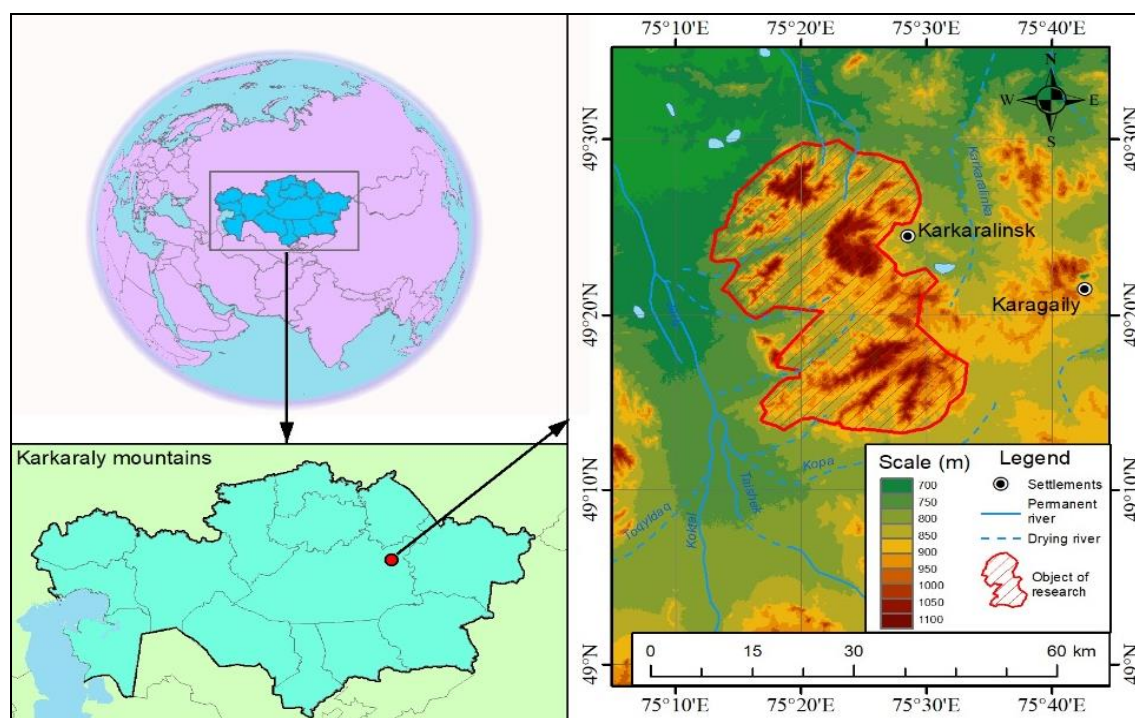 Karkaraly mountains
75°10'E
75°20'E
75°30'E
75°40'E
N
W
E
S
49°30'N
49°20'N
49°10'N
49°N
49°30'N
49°20'N
49°10'N
49°N
Karkaralinka
Karkaralinsk
Karagaily
Kopa
Taldheik
Toqyldaq
Koktal
Scale (m)
700
750
800
850
900
950
1000
1050
1100
Legend
Settlements
Permanent
river
Drying river
Object of
research
0
15
30
60 km
75°10'E
75°20'E
75°30'E
75°40'E